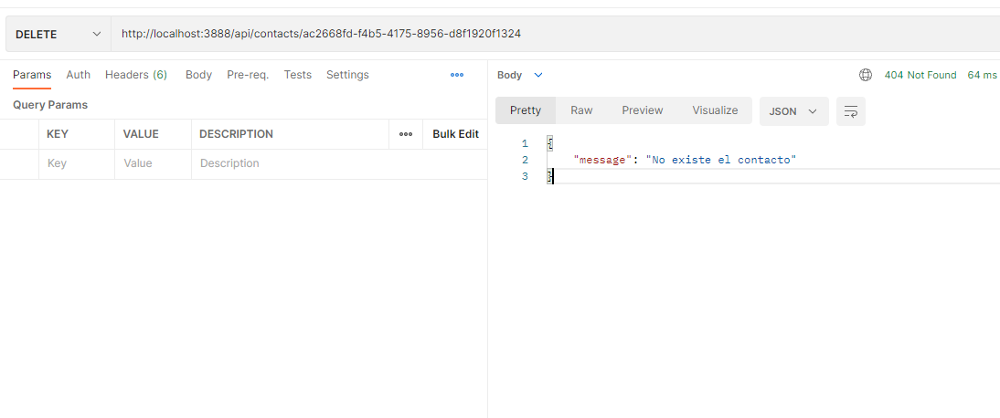 DELETE http://localhost:3888/api/contacts/ac2668fd-f4b5-4175-8956-d8f1920f1324
Params Auth Headers (6) Body Pre-req. Tests Settings
Query Params
KEY VALUE DESCRIPTION Bulk Edit
Key Value Description
Body 404 Not Found 64 ms
Pretty Raw Preview Visualize JSON
1 {
2 "message": "No existe el contacto"
3 }